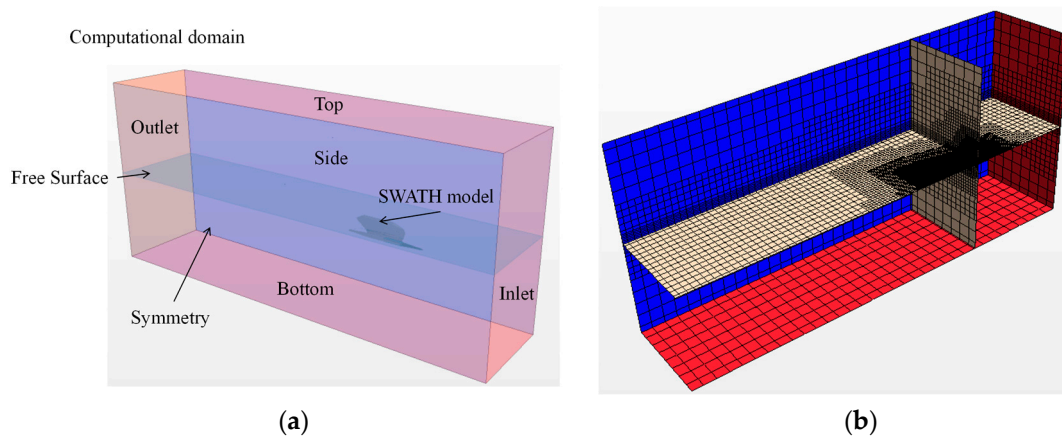 Computational domain
Top
Outlet
Side
Free Surface
SWATH model
Bottom
Inlet
Symmetry
(a)
(b)